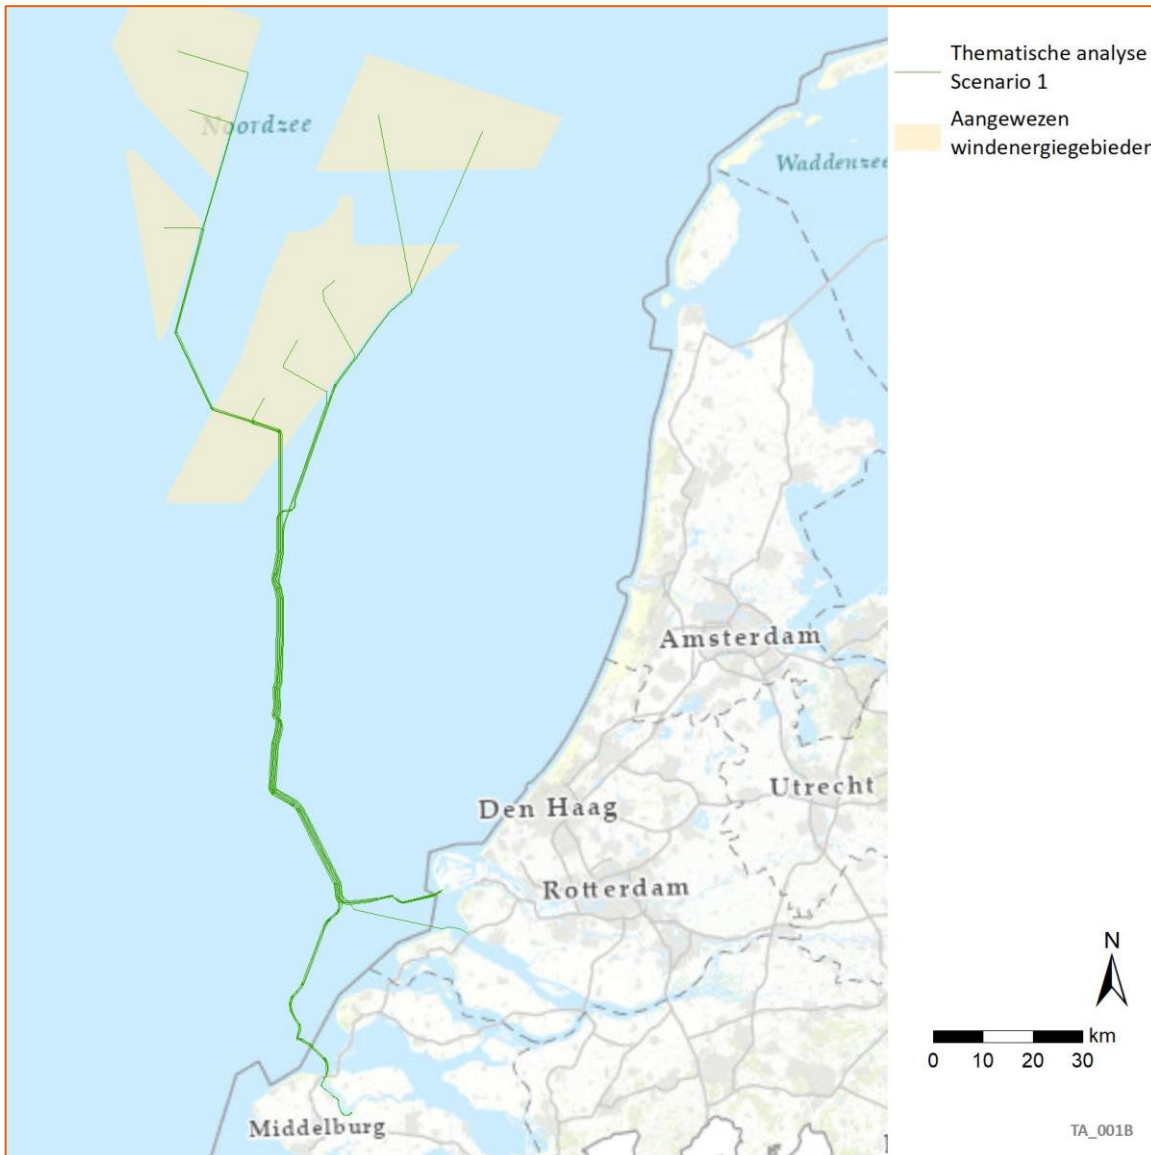 Thematische analyse
Scenario 1
Aangewezen
windenergiegebieden
Noordzee
Waddenzee
Amsterdam
Utrecht
Den Haag
Rotterdam
Middelburg
N
km
0 10 20 30
TA_001B